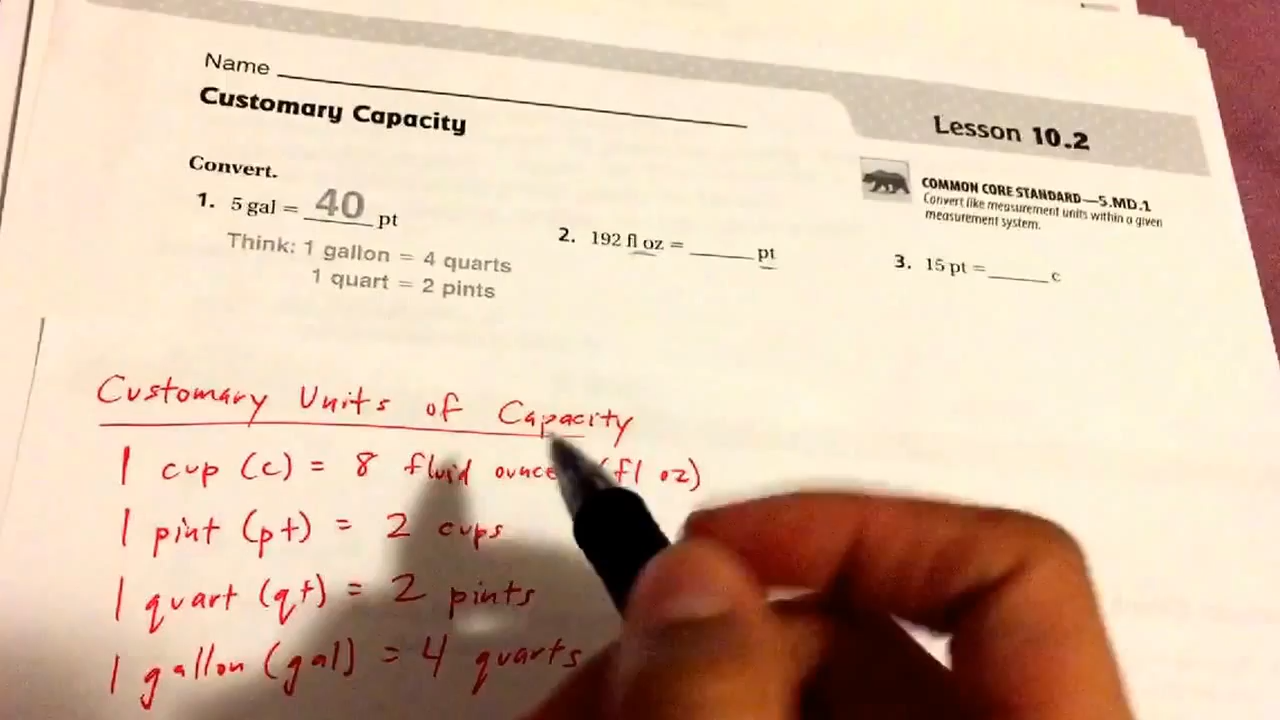 Name
Customary Capacity
Lesson 10.2
COMMON CORE STANDARD—5.MD.1
Convert like measurement units within a given
measurement system.
Convert.
1. 5 gal = 40 pt
Think: 1 gallon = 4 quarts
1 quart = 2 pints
2. 192 fl oz = ______ pt
3. 15 pt = ______ c
Customary Units of Capacity
1 cup (c) = 8 fluid ounce (fl oz)
1 pint (pt) = 2 cups
1 quart (qt) = 2 pints
1 gallon (gal) = 4 quarts